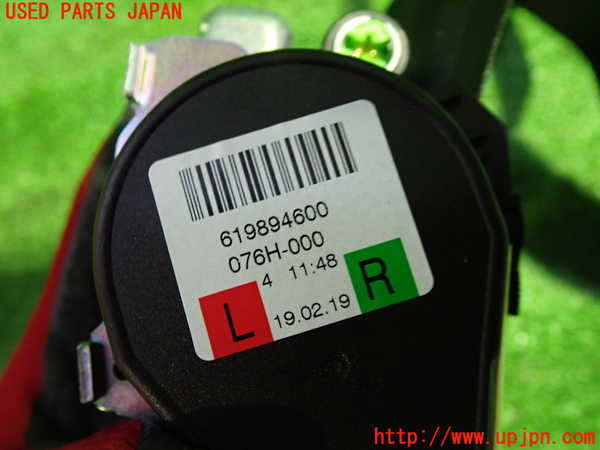 USED PARTS JAPAN
619894600
076H-000
4 11:48
L R
19.02.19
http://www.upjpn.com/